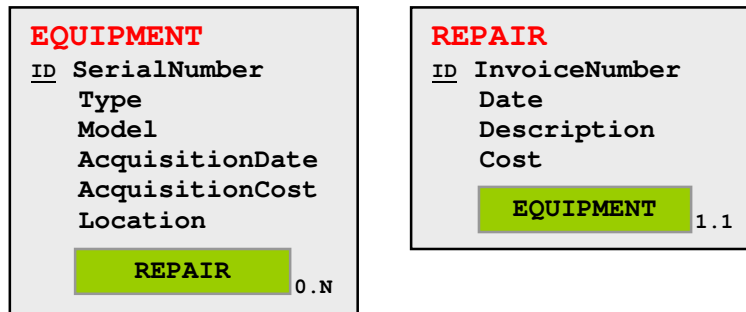 EQUIPMENT
ID SerialNumber
Type
Model
AcquisitionDate
AcquisitionCost
Location
REPAIR
0.N
REPAIR
ID InvoiceNumber
Date
Description
Cost
EQUIPMENT
1.1